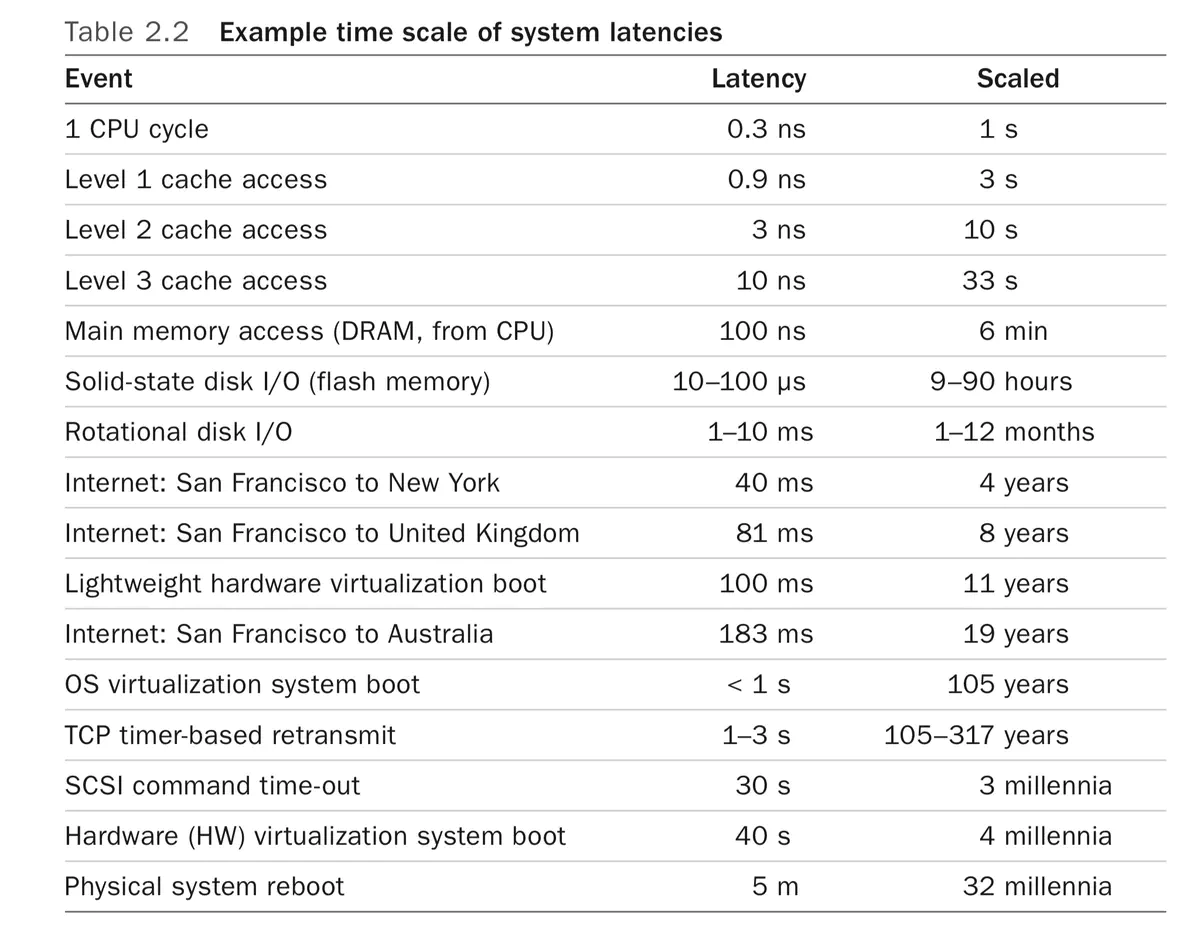 Table 2.2 Example time scale of system latencies
Event Latency Scaled
1 CPU cycle 0.3 ns 1 s
Level 1 cache access 0.9 ns 3 s
Level 2 cache access 3 ns 10 s
Level 3 cache access 10 ns 33 s
Main memory access (DRAM, from CPU) 100 ns 6 min
Solid-state disk I/O (flash memory) 10–100 μs 9–90 hours
Rotational disk I/O 1–10 ms 1–12 months
Internet: San Francisco to New York 40 ms 4 years
Internet: San Francisco to United Kingdom 81 ms 8 years
Lightweight hardware virtualization boot 100 ms 11 years
Internet: San Francisco to Australia 183 ms 19 years
OS virtualization system boot < 1 s 105 years
TCP timer-based retransmit 1–3 s 105–317 years
SCSI command time-out 30 s 3 millennia
Hardware (HW) virtualization system boot 40 s 4 millennia
Physical system reboot 5 m 32 millennia